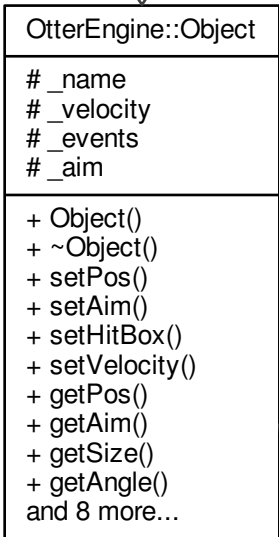 OtterEngine::Object
# _name
# _velocity
# _events
# _aim
+ Object()
+ ~Object()
+ setPos()
+ setAim()
+ setHitBox()
+ setVelocity()
+ getPos()
+ getAim()
+ getSize()
+ getAngle()
and 8 more...